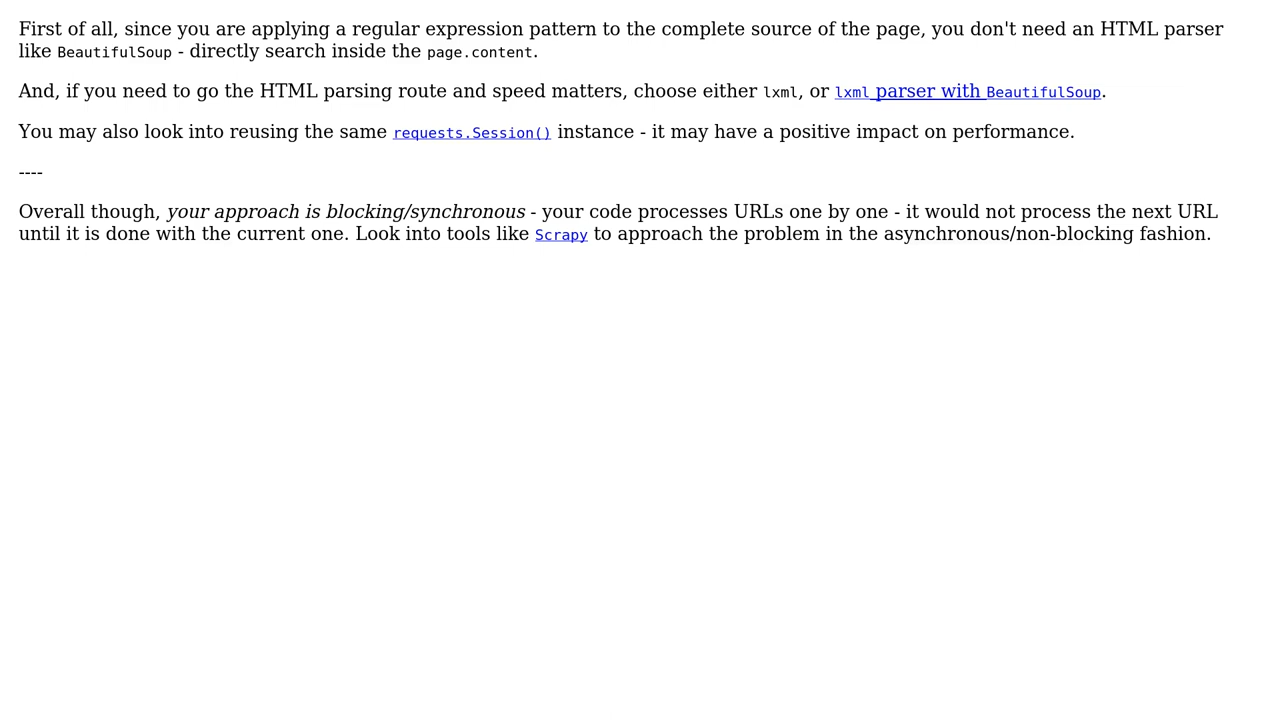 First of all, since you are applying a regular expression pattern to the complete source of the page, you don't need an HTML parser
like BeautifulSoup - directly search inside the page.content.
And, if you need to go the HTML parsing route and speed matters, choose either lxml, or lxml parser with BeautifulSoup.
You may also look into reusing the same requests.Session() instance - it may have a positive impact on performance.
----
Overall though, your approach is blocking/synchronous - your code processes URLs one by one - it would not process the next URL
until it is done with the current one. Look into tools like Scrapy to approach the problem in the asynchronous/non-blocking fashion.